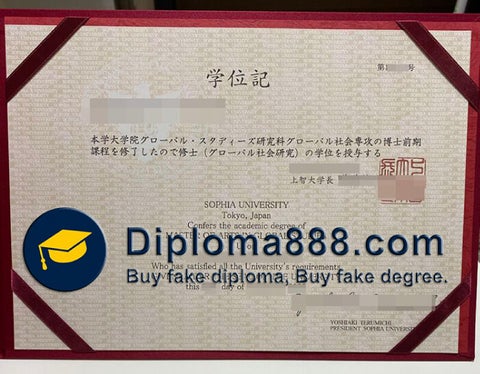 学位記
第1 号
本学大学院グローバル・スタディーズ研究科グローバル社会専攻の博士前期
課程を修了したので修士（グローバル社会研究）の学位を授与する
上智大学長
SOPHIA UNIVERSITY
Tokyo, Japan
Confers the academic degree of
MASTER OF ARTS GLOBAL
Diploma888.com
Who has satisfied all the University's requirements
Buy fake diploma. Buy fake degree.
this day of
YOSHIAKI TERUMICHI
PRESIDENT SOPHIA UNIVERSITY